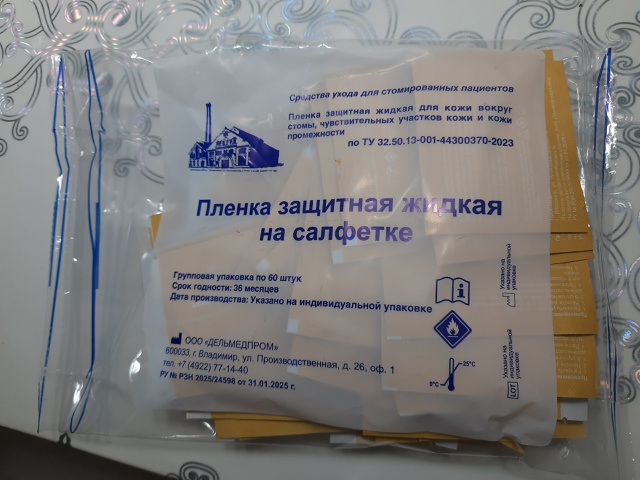 Средства ухода для стомированных пациентов
Пленка защитная жидкая для кожи вокруг
стомы, чувствительных участков кожи и кожи
промежности
по ТУ 32.50.13-001-44300370-2023
Пленка защитная жидкая
на салфетке
Групповая упаковка по 60 штук
Срок годности: 36 месяцев
Дата производства: Указано на индивидуальной упаковке
ООО «ДЕЛЬМЕДПРОМ»
600033, г. Владимир, ул. Производственная, д. 26, оф. 1
тел. +7 (4922) 77-14-40
РУ № РЗН 2025/24598 от 31.01.2025 г.
Указано на
индивидуальной
упаковке
25°C
LOT
Указано на
индивидуальной
упаковке